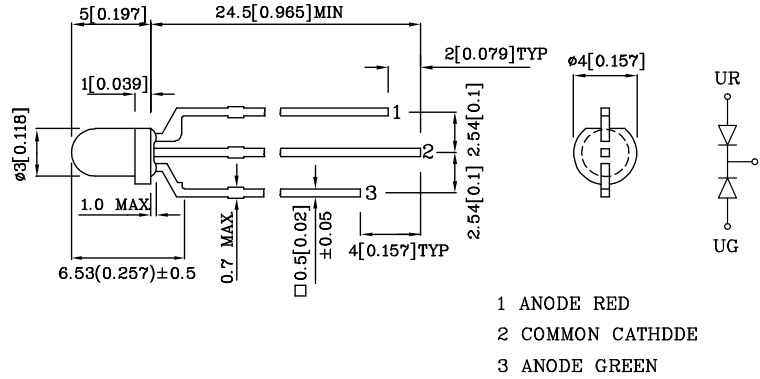 5[0.197]
24.5[0.965]MIN
2[0.079]TYP
ø4[0.157]
1[0.039]
UR
ø3[0.118]
1
2.54[0.1]
2
2.54[0.1]
3
1.0 MAX
0.7 MAX
□0.5[0.02]
±0.05
4[0.157]TYP
6.53(0.257)±0.5
UG
1 ANODE RED
2 COMMON CATHDDE
3 ANODE GREEN